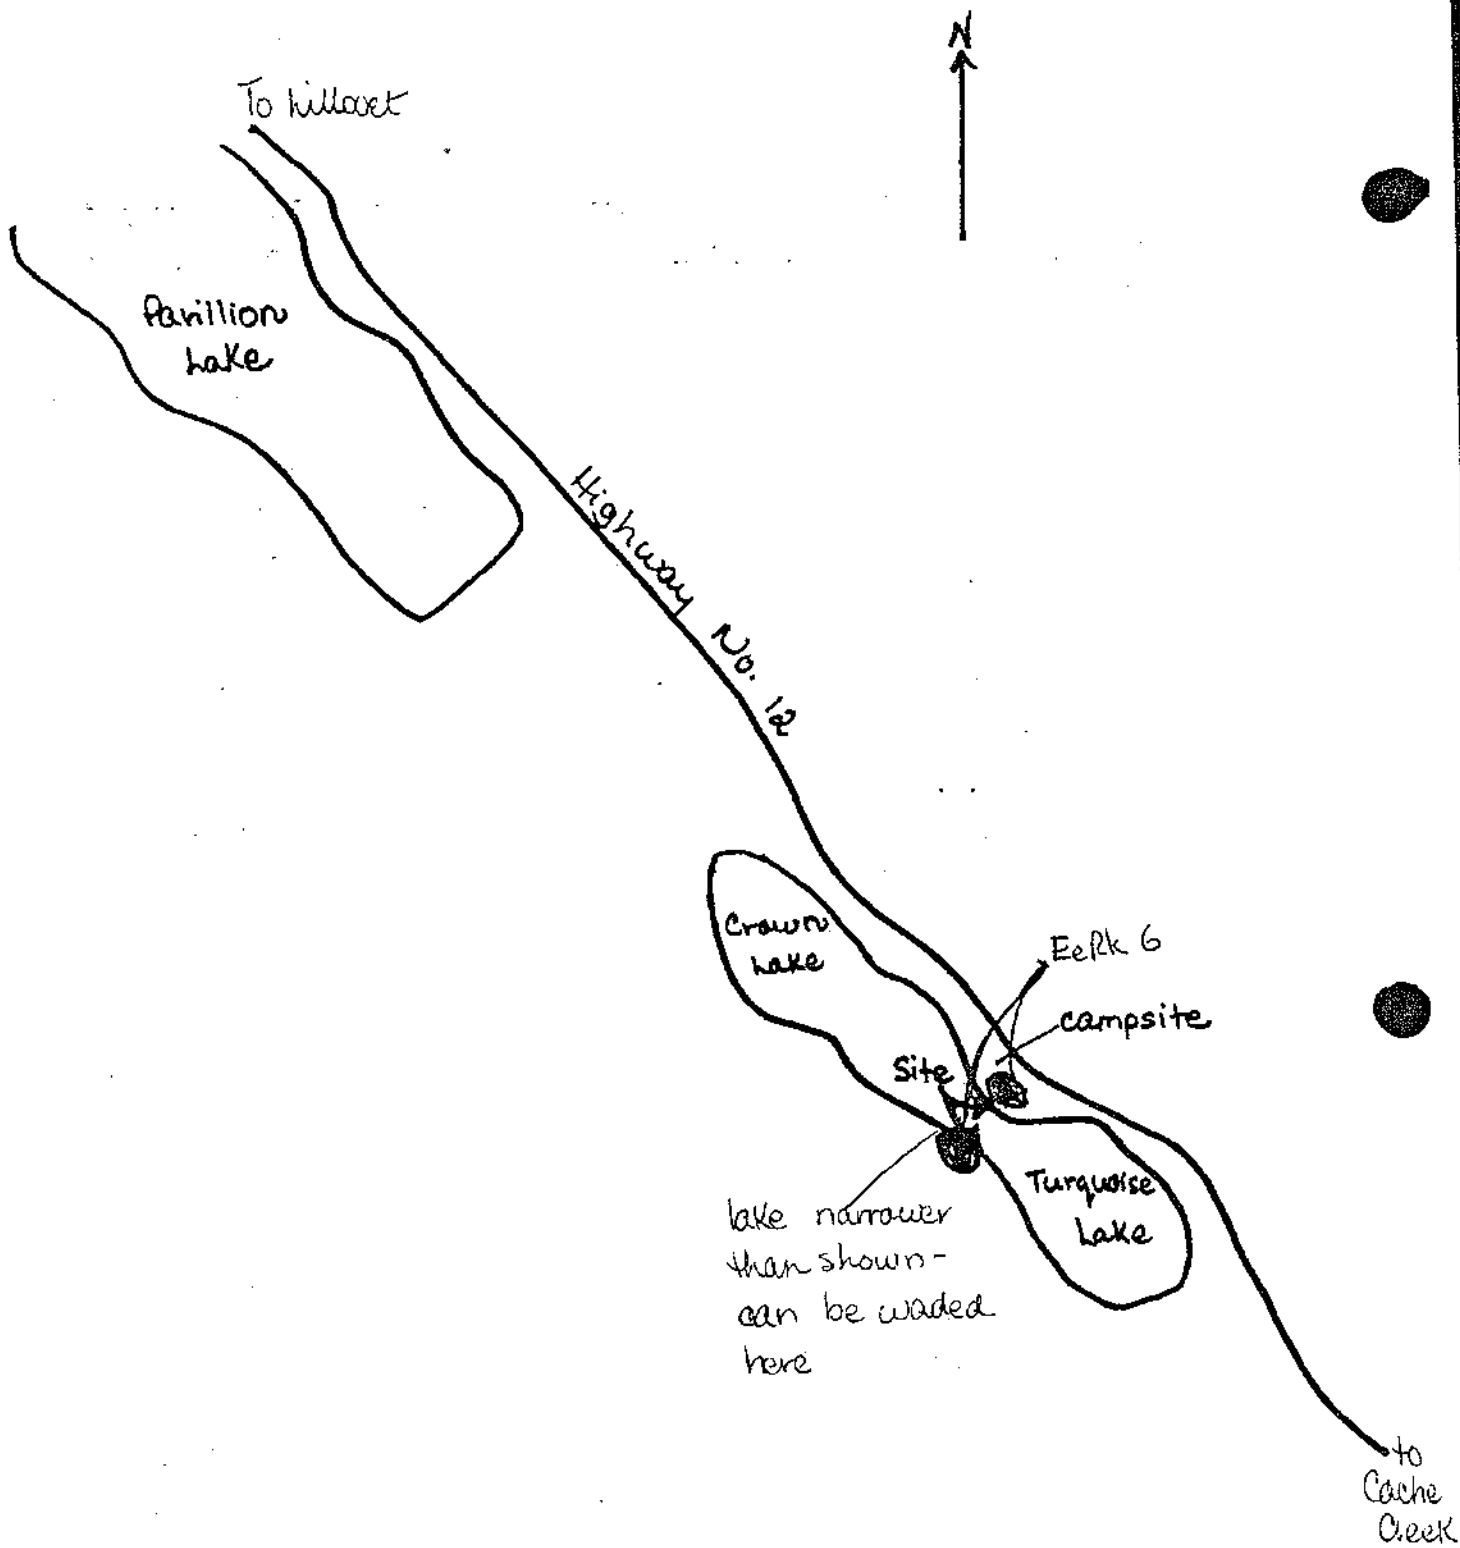 N
To Lillooet
Pavillion
Lake
Highway No. 12
Crown
Lake
EeRk 6
campsite
Site
Turquoise
Lake
lake narrower
than shown-
can be waded
here
to
Cache
Creek